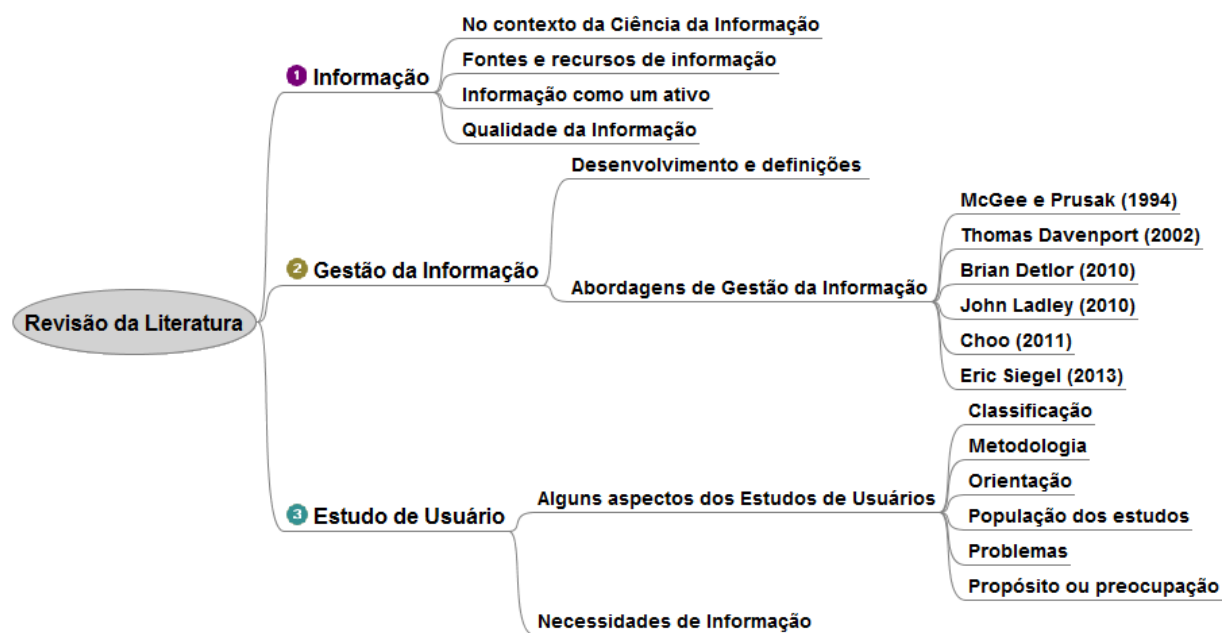 Revisão da Literatura
1 Informação
No contexto da Ciência da Informação
Fontes e recursos de informação
Informação como um ativo
Qualidade da Informação
2 Gestão da Informação
Desenvolvimento e definições
Abordagens de Gestão da Informação
McGee e Prusak (1994)
Thomas Davenport (2002)
Brian Detlor (2010)
John Ladley (2010)
Choo (2011)
Eric Siegel (2013)
3 Estudo de Usuário
Alguns aspectos dos Estudos de Usuários
Classificação
Metodologia
Orientação
População dos estudos
Problemas
Propósito ou preocupação
Necessidades de Informação